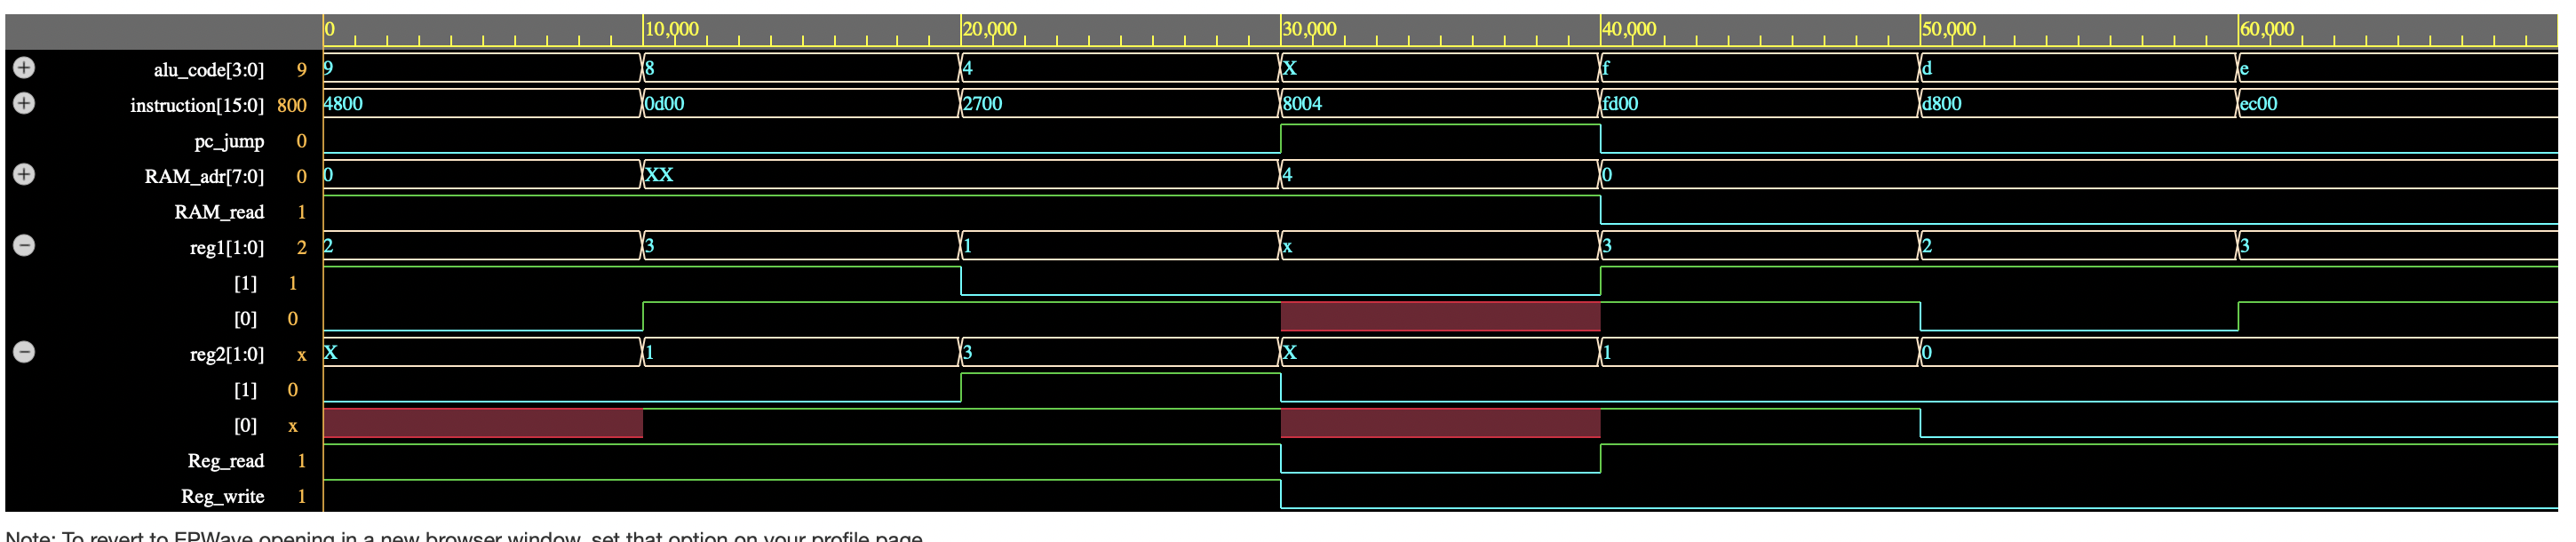 0 10,000 20,000 30,000 40,000 50,000 60,000
alu_code[3:0] 9 9 8 4 X f d e
instruction[15:0] 800 4800 0d00 2700 8004 fd00 d800 ec00
pc_jump 0
RAM_adr[7:0] 0 0 XX 4 0
RAM_read 1
reg1[1:0] 2 2 3 1 x 3 2 3
[1] 1
[0] 0
reg2[1:0] x X 1 3 X 1 0
[1] 0
[0] x
Reg_read 1
Reg_write 1
Note: To revert to EPWave opening in a new browser window, set that option on your profile page